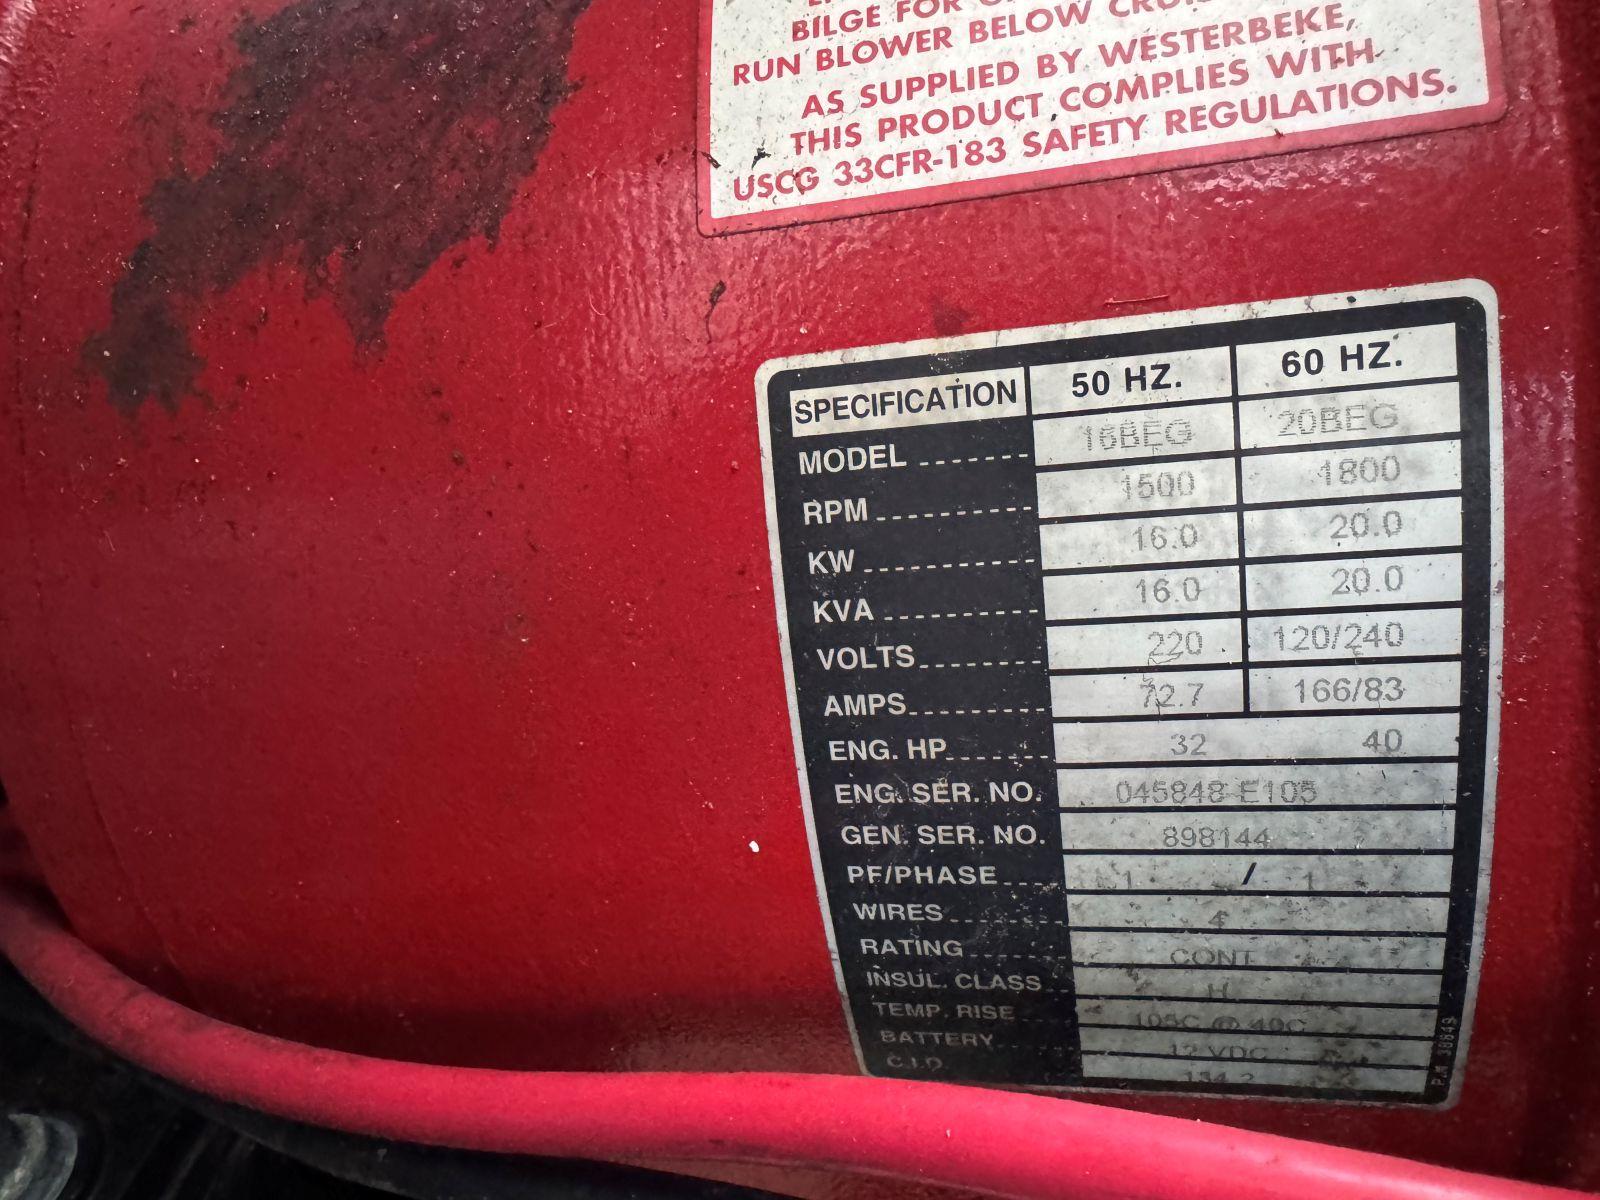 BILGE FOR
RUN BLOWER BELOW
AS SUPPLIED BY WESTERBEKE,
THIS PRODUCT COMPLIES WITH
USCG 33CFR-183 SAFETY REGULATIONS.
SPECIFICATION 50 HZ. 60 HZ.
MODEL 16BEG 20BEG
RPM 1500 1800
KW 16.0 20.0
KVA 16.0 20.0
VOLTS 220 120/240
AMPS 72.7 166/83
ENG. HP 32 40
ENG. SER. NO. 045848-E105
GEN. SER. NO. 898144
PF/PHASE 1 / 1
WIRES 4
RATING CONT
INSUL. CLASS H
TEMP. RISE 105C @ 40C
BATTERY 12 VDC
C.I.D. 134.2